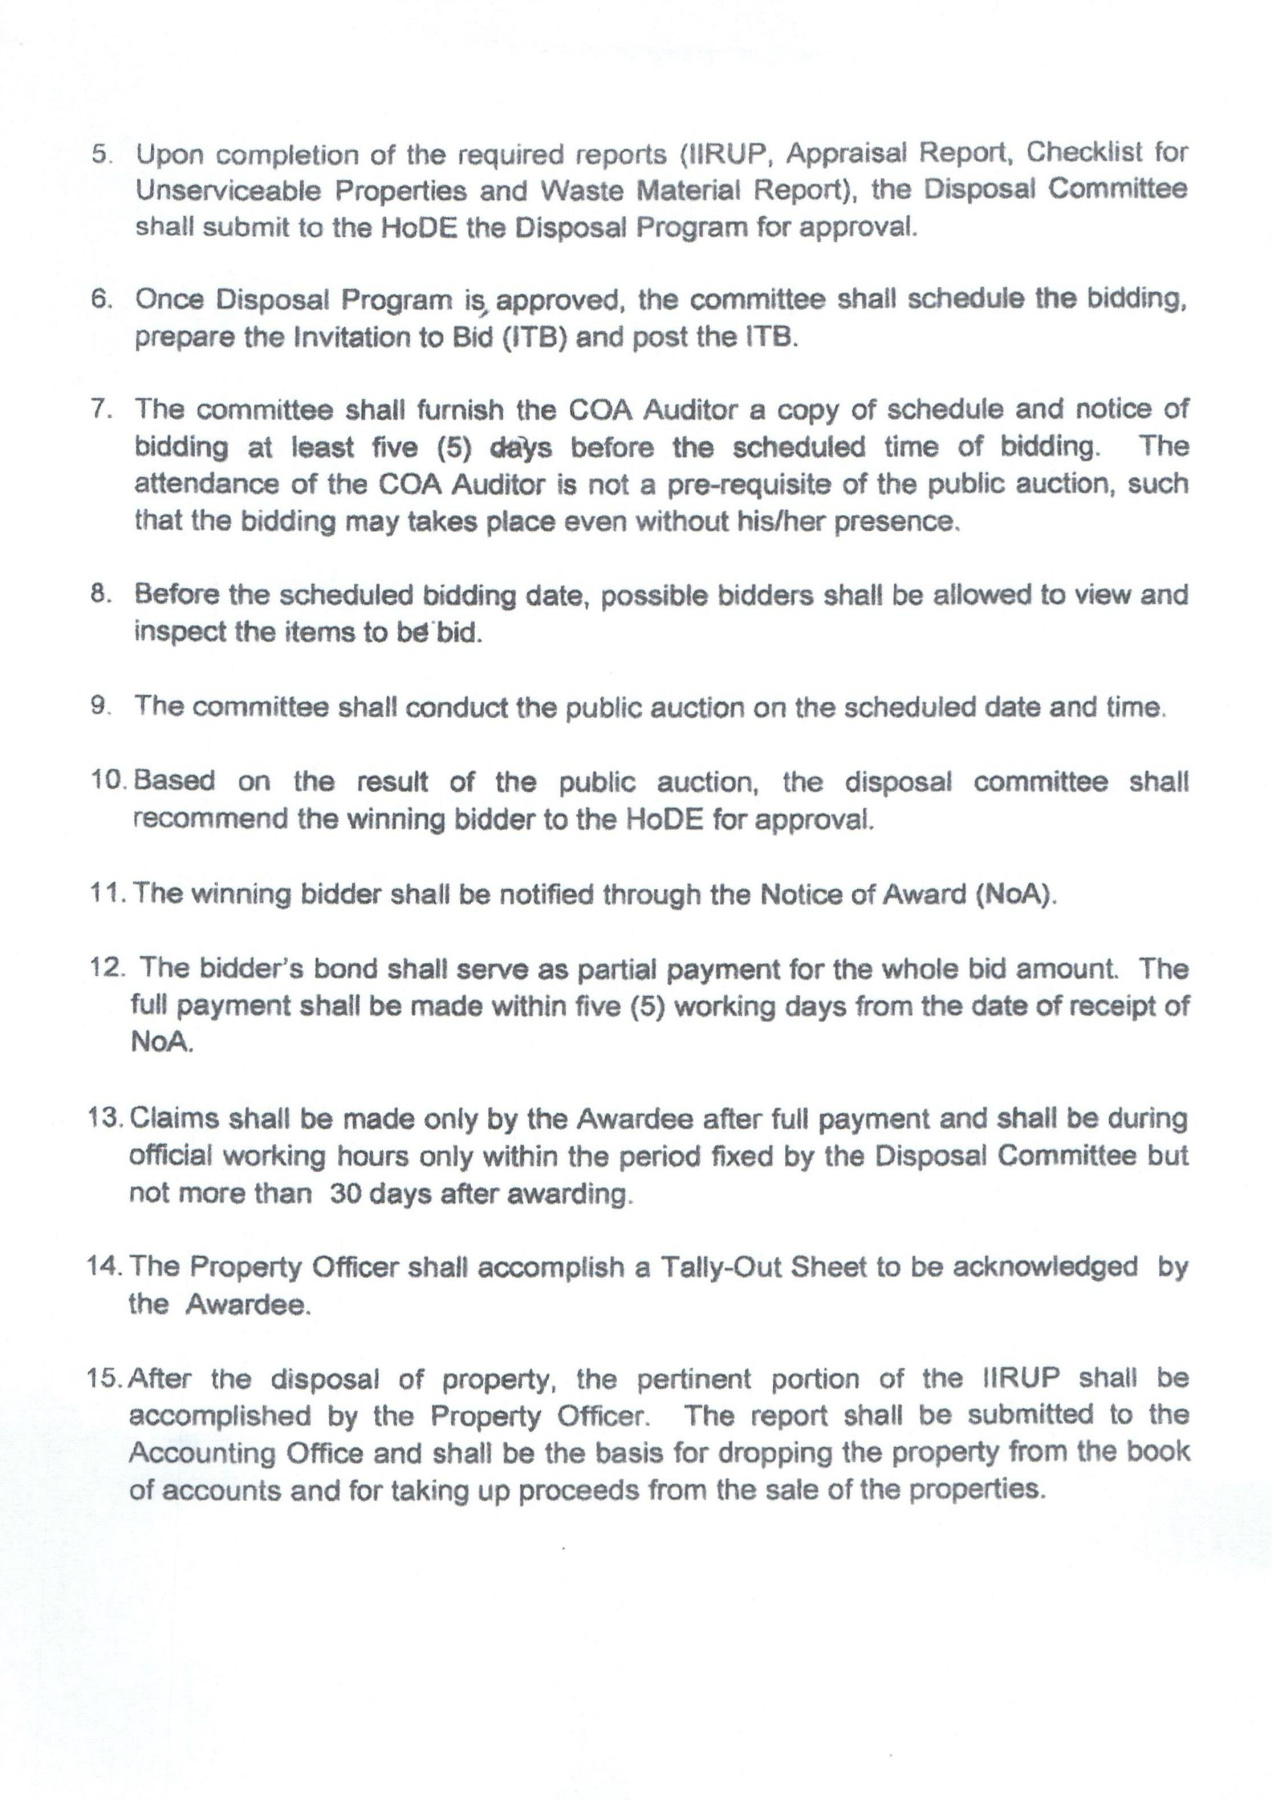 5. Upon completion of the required reports (IIRUP, Appraisal Report, Checklist for
Unserviceable Properties and Waste Material Report), the Disposal Committee
shall submit to the HoDE the Disposal Program for approval.
6. Once Disposal Program is, approved, the committee shall schedule the bidding,
prepare the Invitation to Bid (ITB) and post the ITB.
7. The committee shall furnish the COA Auditor a copy of schedule and notice of
bidding at least five (5) days before the scheduled time of bidding. The
attendance of the COA Auditor is not a pre-requisite of the public auction, such
that the bidding may takes place even without his/her presence.
8. Before the scheduled bidding date, possible bidders shall be allowed to view and
inspect the items to be bid.
9. The committee shall conduct the public auction on the scheduled date and time.
10. Based on the result of the public auction, the disposal committee shall
recommend the winning bidder to the HoDE for approval.
11. The winning bidder shall be notified through the Notice of Award (NoA).
12. The bidder's bond shall serve as partial payment for the whole bid amount. The
full payment shall be made within five (5) working days from the date of receipt of
NoA.
13. Claims shall be made only by the Awardee after full payment and shall be during
official working hours only within the period fixed by the Disposal Committee but
not more than 30 days after awarding.
14. The Property Officer shall accomplish a Tally-Out Sheet to be acknowledged by
the Awardee.
15. After the disposal of property, the pertinent portion of the IIRUP shall be
accomplished by the Property Officer. The report shall be submitted to the
Accounting Office and shall be the basis for dropping the property from the book
of accounts and for taking up proceeds from the sale of the properties.